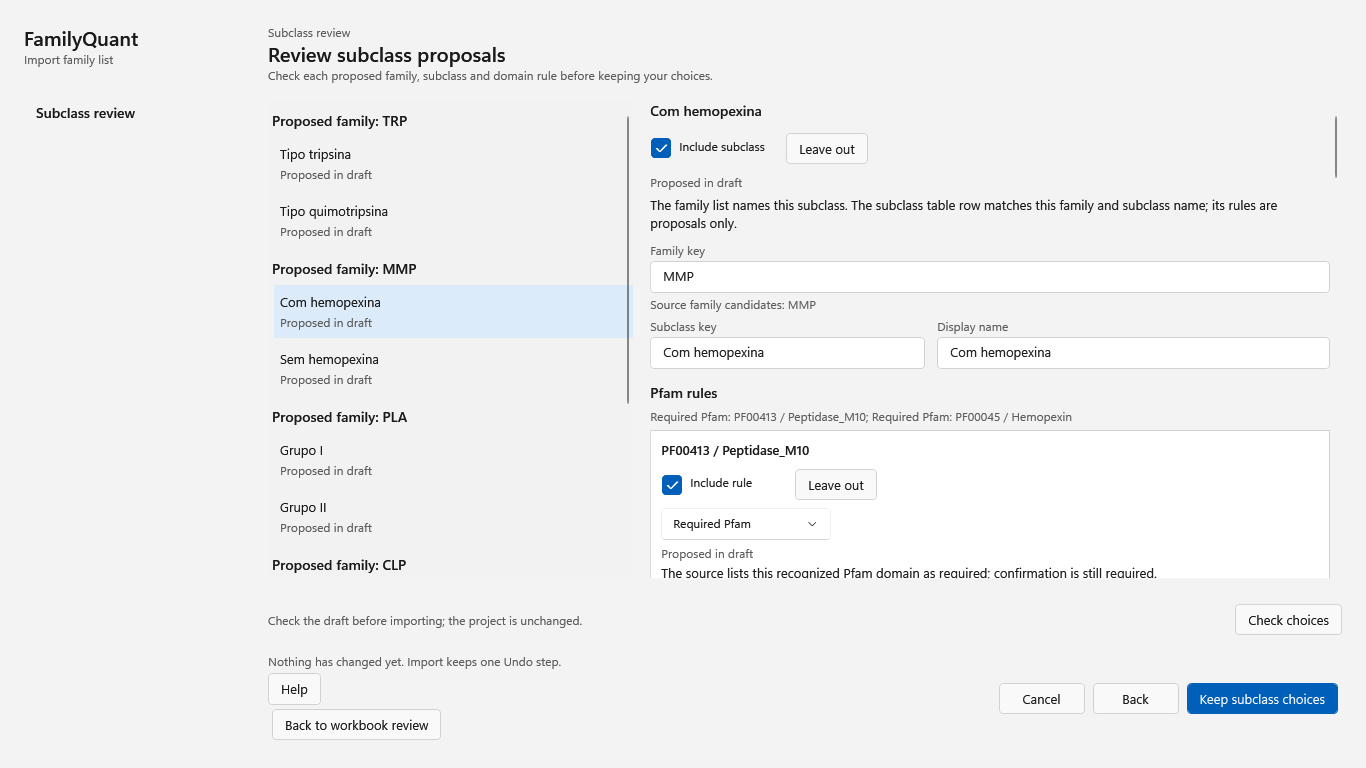 FamilyQuant
Import family list
Subclass review
Subclass review
Review subclass proposals
Check each proposed family, subclass and domain rule before keeping your choices.
Proposed family: TRP
Tipo tripsina
Proposed in draft
Tipo quimotripsina
Proposed in draft
Proposed family: MMP
Com hemopexina
Proposed in draft
Sem hemopexina
Proposed in draft
Proposed family: PLA
Grupo I
Proposed in draft
Grupo II
Proposed in draft
Proposed family: CLP
Com hemopexina
Include subclass
Leave out
Proposed in draft
The family list names this subclass. The subclass table row matches this family and subclass name; its rules are
proposals only.
Family key
MMP
Source family candidates: MMP
Subclass key
Display name
Com hemopexina
Com hemopexina
Pfam rules
Required Pfam: PF00413 / Peptidase_M10; Required Pfam: PF00045 / Hemopexin
PF00413 / Peptidase_M10
Include rule
Leave out
Required Pfam
Proposed in draft
The source lists this recognized Pfam domain as required; confirmation is still required.
Check the draft before importing; the project is unchanged.
Check choices
Nothing has changed yet. Import keeps one Undo step.
Help
Cancel
Back
Keep subclass choices
Back to workbook review